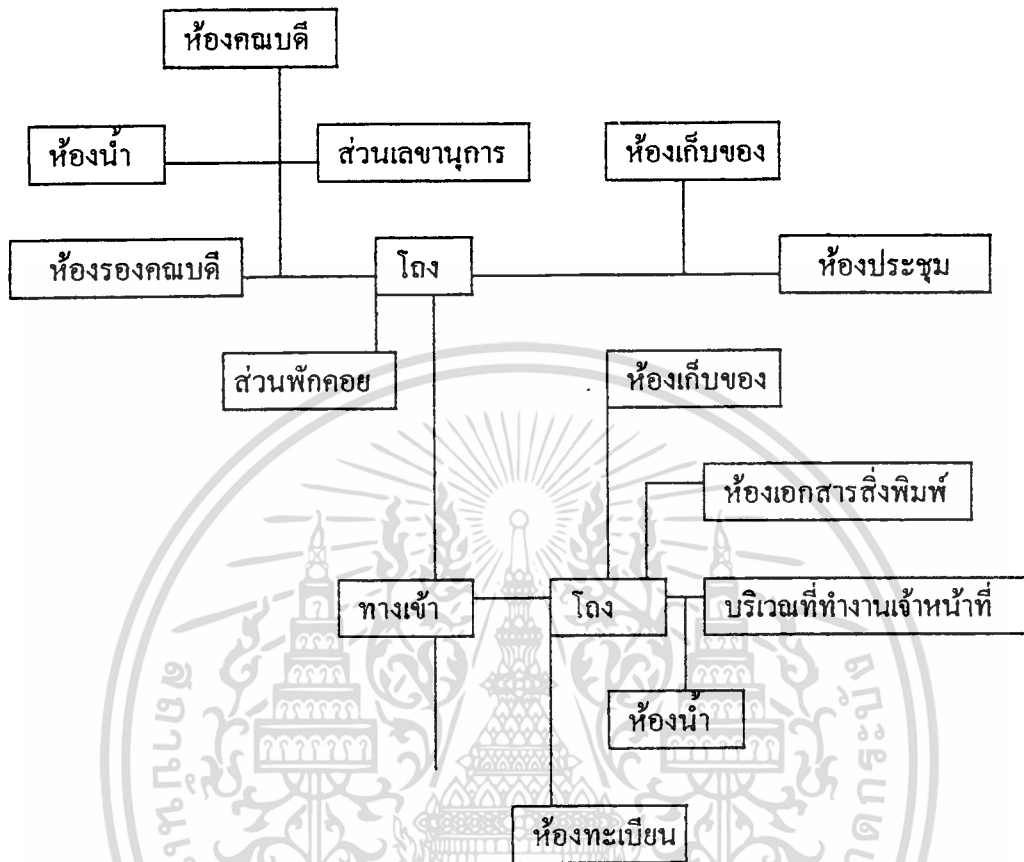 ห้องคณบดี
ห้องน้ำ
ส่วนเลขานุการ
ห้องเก็บของ
ห้องรองคณบดี
โถง
ห้องประชุม
ส่วนพักคอย
ห้องเก็บของ
ห้องเอกสารสิ่งพิมพ์
ทางเข้า
โถง
บริเวณที่ทำงานเจ้าหน้าที่
ห้องน้ำ
ห้องทะเบียน